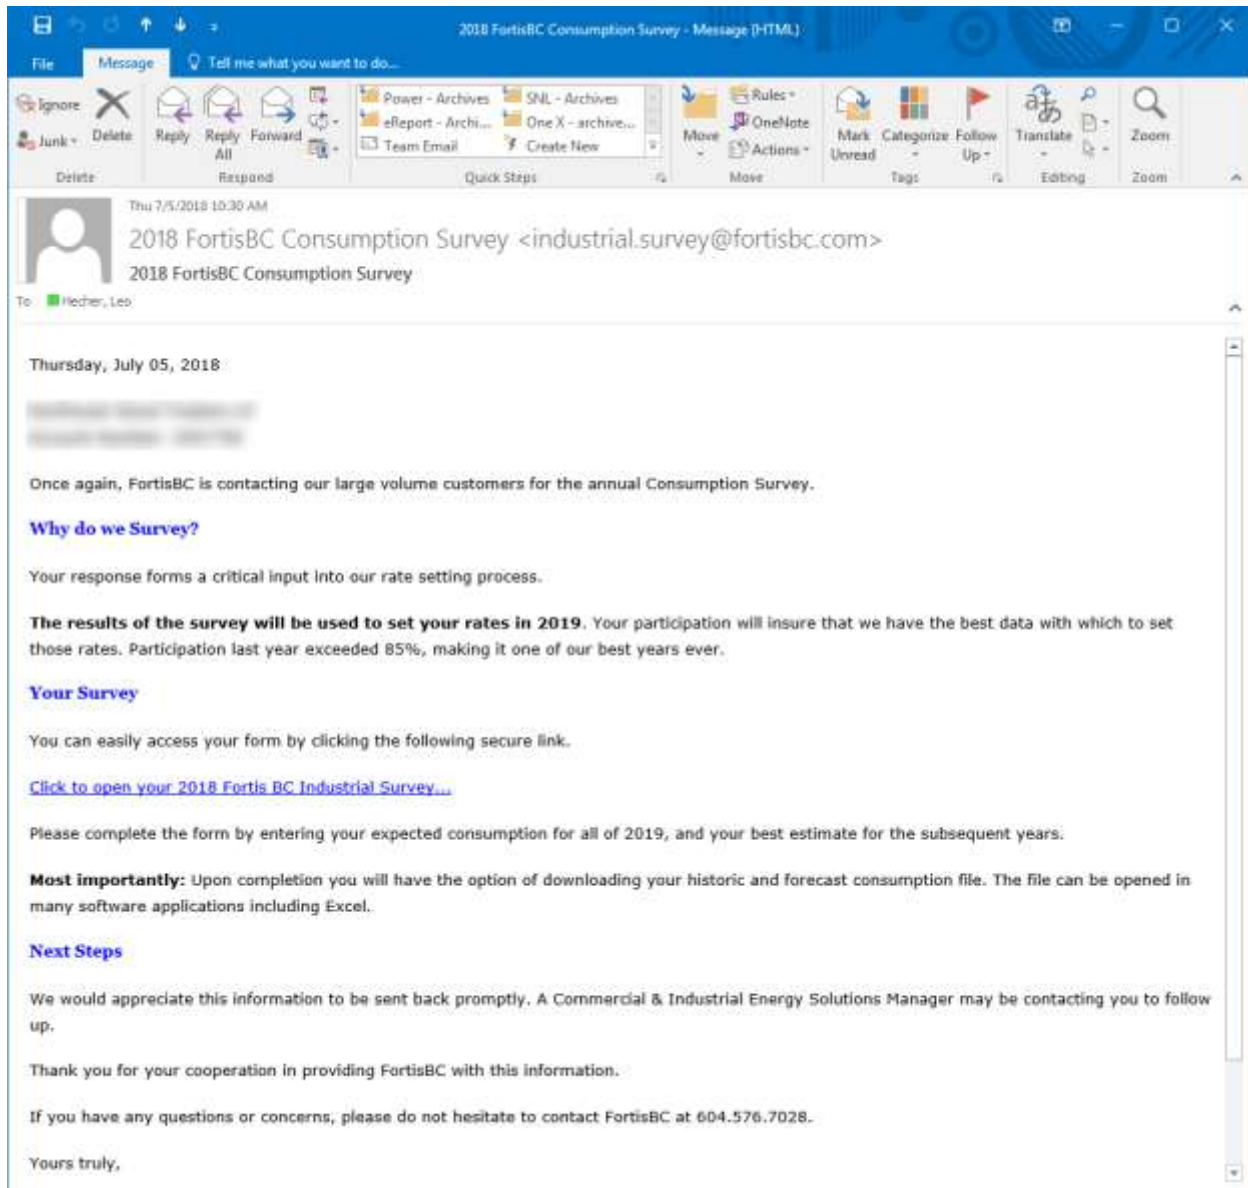 2018 FortisBC Consumption Survey - Message (HTML)
File Message Tell me what you want to do...
Ignore
Junk
Delete
Reply
Reply All
Forward
Power - Archives
SNL - Archives
eReport - Archi...
One X - archive...
Team Email
Create New
Move
Rules
OneNote
Actions
Mark Unread
Categorize
Follow Up
Translate
Zoom
Delete Respond Quick Steps Move Tags Editing Zoom
Thu 7/5/2018 10:30 AM
2018 FortisBC Consumption Survey <industrial.survey@fortisbc.com>
2018 FortisBC Consumption Survey
To Hecher, Leo
Thursday, July 05, 2018
Once again, FortisBC is contacting our large volume customers for the annual Consumption Survey.
Why do we Survey?
Your response forms a critical input into our rate setting process.
The results of the survey will be used to set your rates in 2019. Your participation will insure that we have the best data with which to set
those rates. Participation last year exceeded 85%, making it one of our best years ever.
Your Survey
You can easily access your form by clicking the following secure link.
Click to open your 2018 Fortis BC Industrial Survey...
Please complete the form by entering your expected consumption for all of 2019, and your best estimate for the subsequent years.
Most importantly: Upon completion you will have the option of downloading your historic and forecast consumption file. The file can be opened in
many software applications including Excel.
Next Steps
We would appreciate this information to be sent back promptly. A Commercial & Industrial Energy Solutions Manager may be contacting you to follow
up.
Thank you for your cooperation in providing FortisBC with this information.
If you have any questions or concerns, please do not hesitate to contact FortisBC at 604.576.7028.
Yours truly,